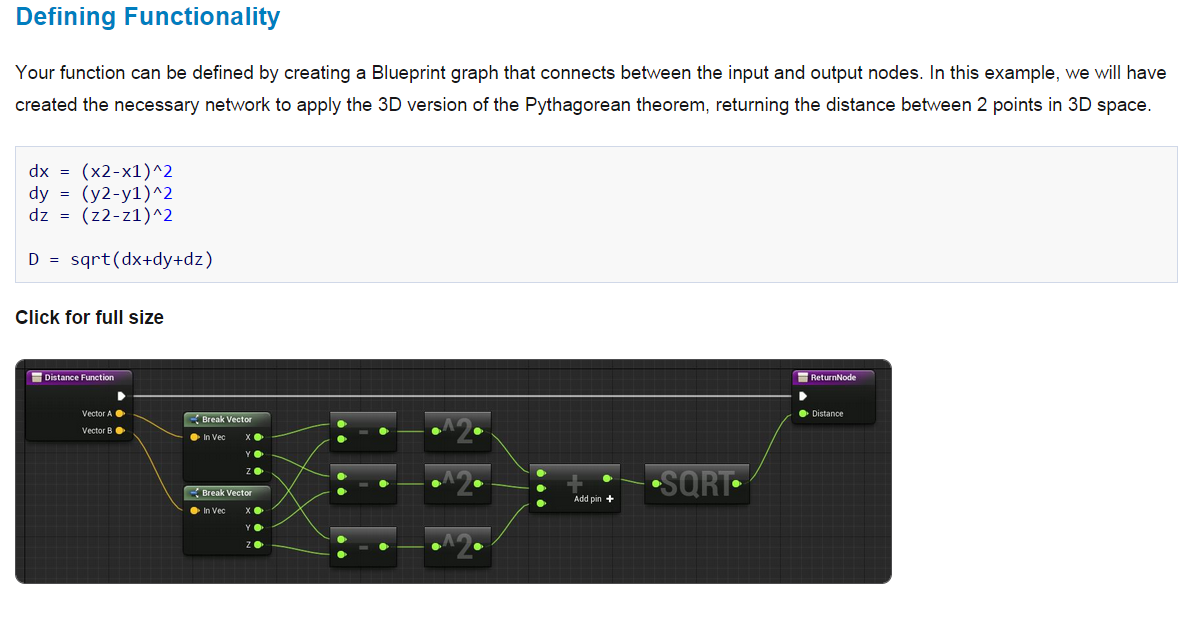 Defining Functionality
Your function can be defined by creating a Blueprint graph that connects between the input and output nodes. In this example, we will have
created the necessary network to apply the 3D version of the Pythagorean theorem, returning the distance between 2 points in 3D space.
dx = (x2-x1)^2
dy = (y2-y1)^2
dz = (z2-z1)^2
D = sqrt(dx+dy+dz)
Click for full size
Distance Function
Vector A
Vector B
Break Vector
In Vec X
Y
Z
Break Vector
In Vec X
Y
Z
-
-
-
^2
^2
^2
+
Add pin +
SQRT
ReturnNode
Distance